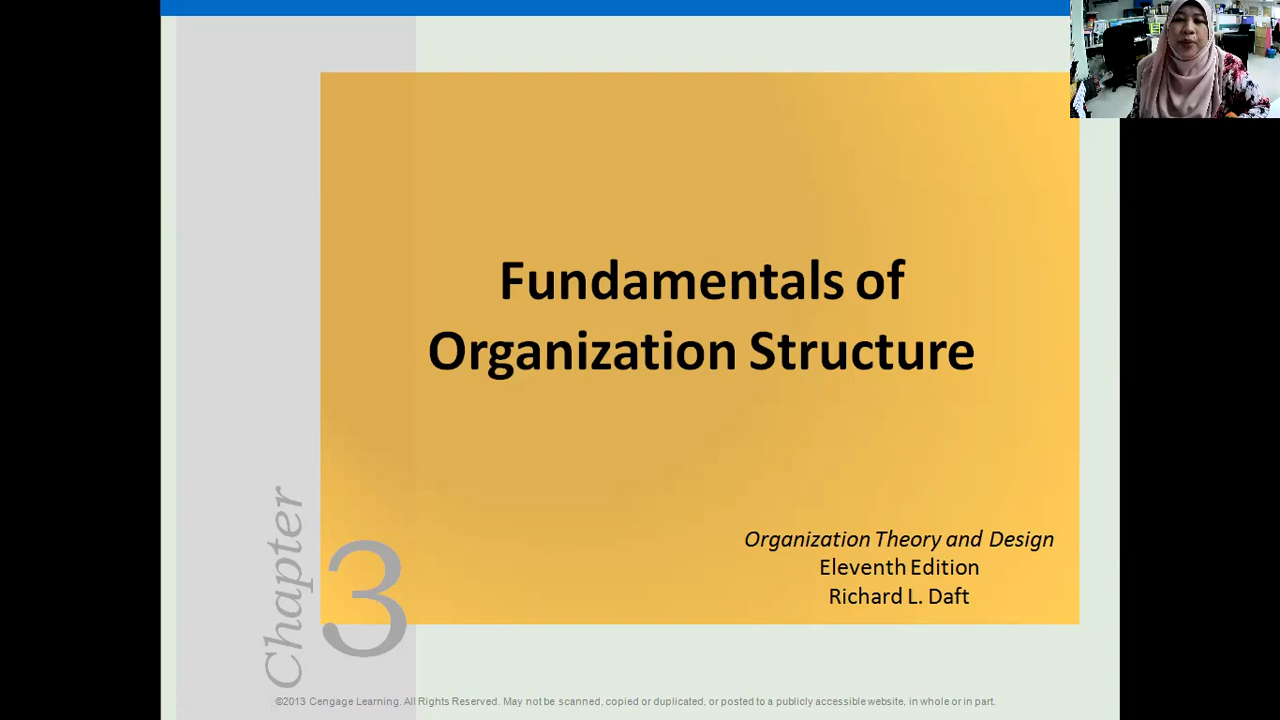 Fundamentals of
Organization Structure
Organization Theory and Design
Eleventh Edition
Richard L. Daft
Chapter
3
©2013 Cengage Learning. All Rights Reserved. May not be scanned, copied or duplicated, or posted to a publicly accessible website, in whole or in part.